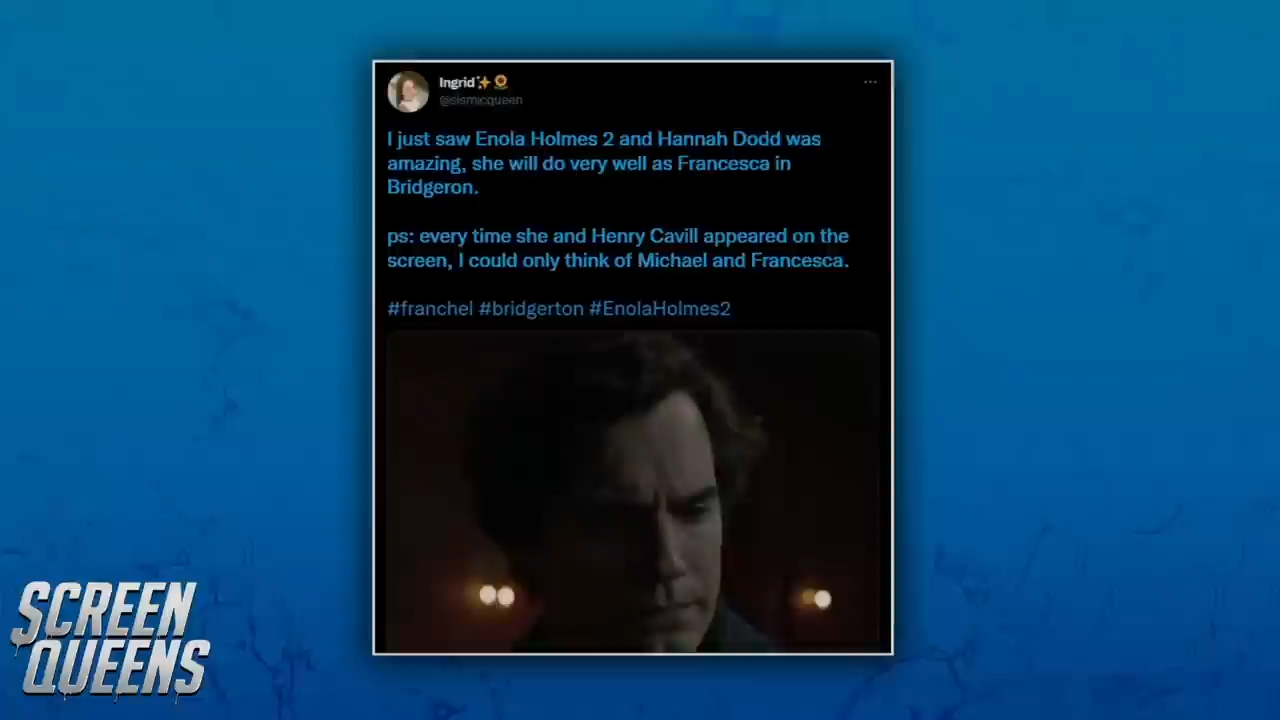 Ingrid✨🌻
@sismicqueen
I just saw Enola Holmes 2 and Hannah Dodd was
amazing, she will do very well as Francesca in
Bridgeron.
ps: every time she and Henry Cavill appeared on the
screen, I could only think of Michael and Francesca.
#franchel #bridgerton #EnolaHolmes2
SCREEN
QUEENS